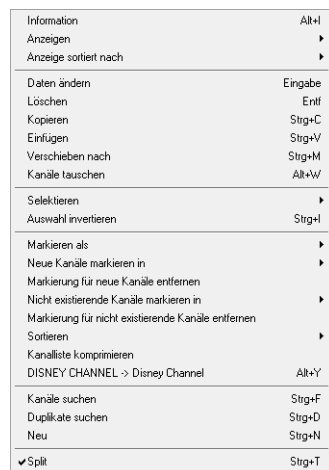 Information Alt+I
Anzeigen
Anzeige sortiert nach
Daten ändern Eingabe
Löschen Entf
Kopieren Strg+C
Einfügen Strg+V
Verschieben nach Strg+M
Kanäle tauschen Alt+W
Selektieren
Auswahl invertieren Strg+I
Markieren als
Neue Kanäle markieren in
Markierung für neue Kanäle entfernen
Nicht existierende Kanäle markieren in
Markierung für nicht existierende Kanäle entfernen
Sortieren
Kanalliste komprimieren
DISNEY CHANNEL -> Disney Channel Alt+Y
Kanäle suchen Strg+F
Duplikate suchen Strg+D
Neu Strg+N
Split Strg+T